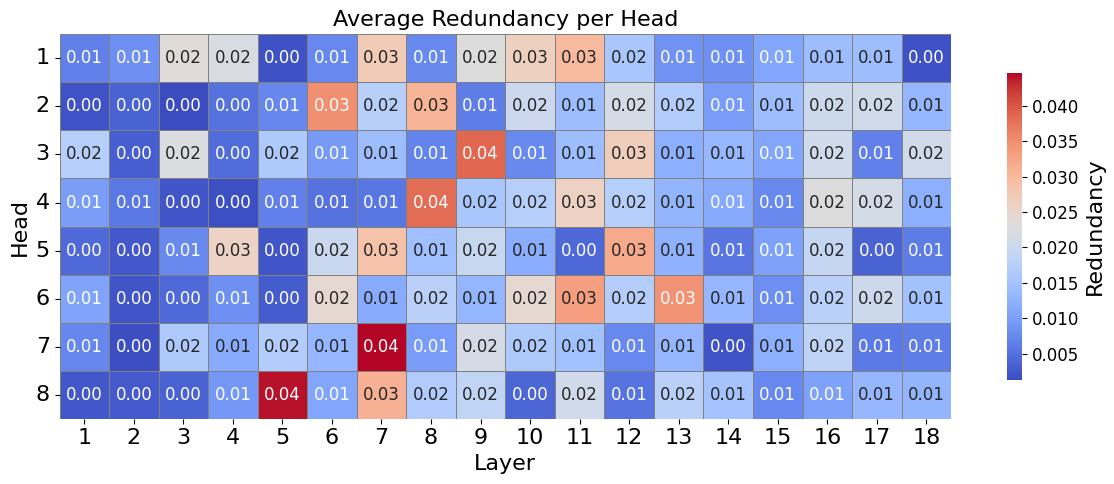 Average Redundancy per Head
1 0.01 0.01 0.02 0.02 0.00 0.01 0.03 0.01 0.02 0.03 0.03 0.02 0.01 0.01 0.01 0.01 0.01 0.00
2 0.00 0.00 0.00 0.00 0.01 0.03 0.02 0.03 0.01 0.02 0.01 0.02 0.02 0.01 0.01 0.02 0.02 0.01
3 0.02 0.00 0.02 0.00 0.02 0.01 0.01 0.01 0.04 0.01 0.01 0.03 0.01 0.01 0.01 0.02 0.01 0.02
4 0.01 0.01 0.00 0.00 0.01 0.01 0.01 0.04 0.02 0.02 0.03 0.02 0.01 0.01 0.01 0.02 0.02 0.01
5 0.00 0.00 0.01 0.03 0.00 0.02 0.03 0.01 0.02 0.01 0.00 0.03 0.01 0.01 0.01 0.02 0.00 0.01
6 0.01 0.00 0.00 0.01 0.00 0.02 0.01 0.02 0.01 0.02 0.03 0.02 0.03 0.01 0.01 0.02 0.02 0.01
7 0.01 0.00 0.02 0.01 0.02 0.01 0.04 0.01 0.02 0.02 0.01 0.01 0.01 0.00 0.01 0.02 0.01 0.01
8 0.00 0.00 0.00 0.01 0.04 0.01 0.03 0.02 0.02 0.00 0.02 0.01 0.02 0.01 0.01 0.01 0.01 0.01
1 2 3 4 5 6 7 8 9 10 11 12 13 14 15 16 17 18
Layer
Head
0.040
0.035
0.030
0.025
0.020
0.015
0.010
0.005
Redundancy